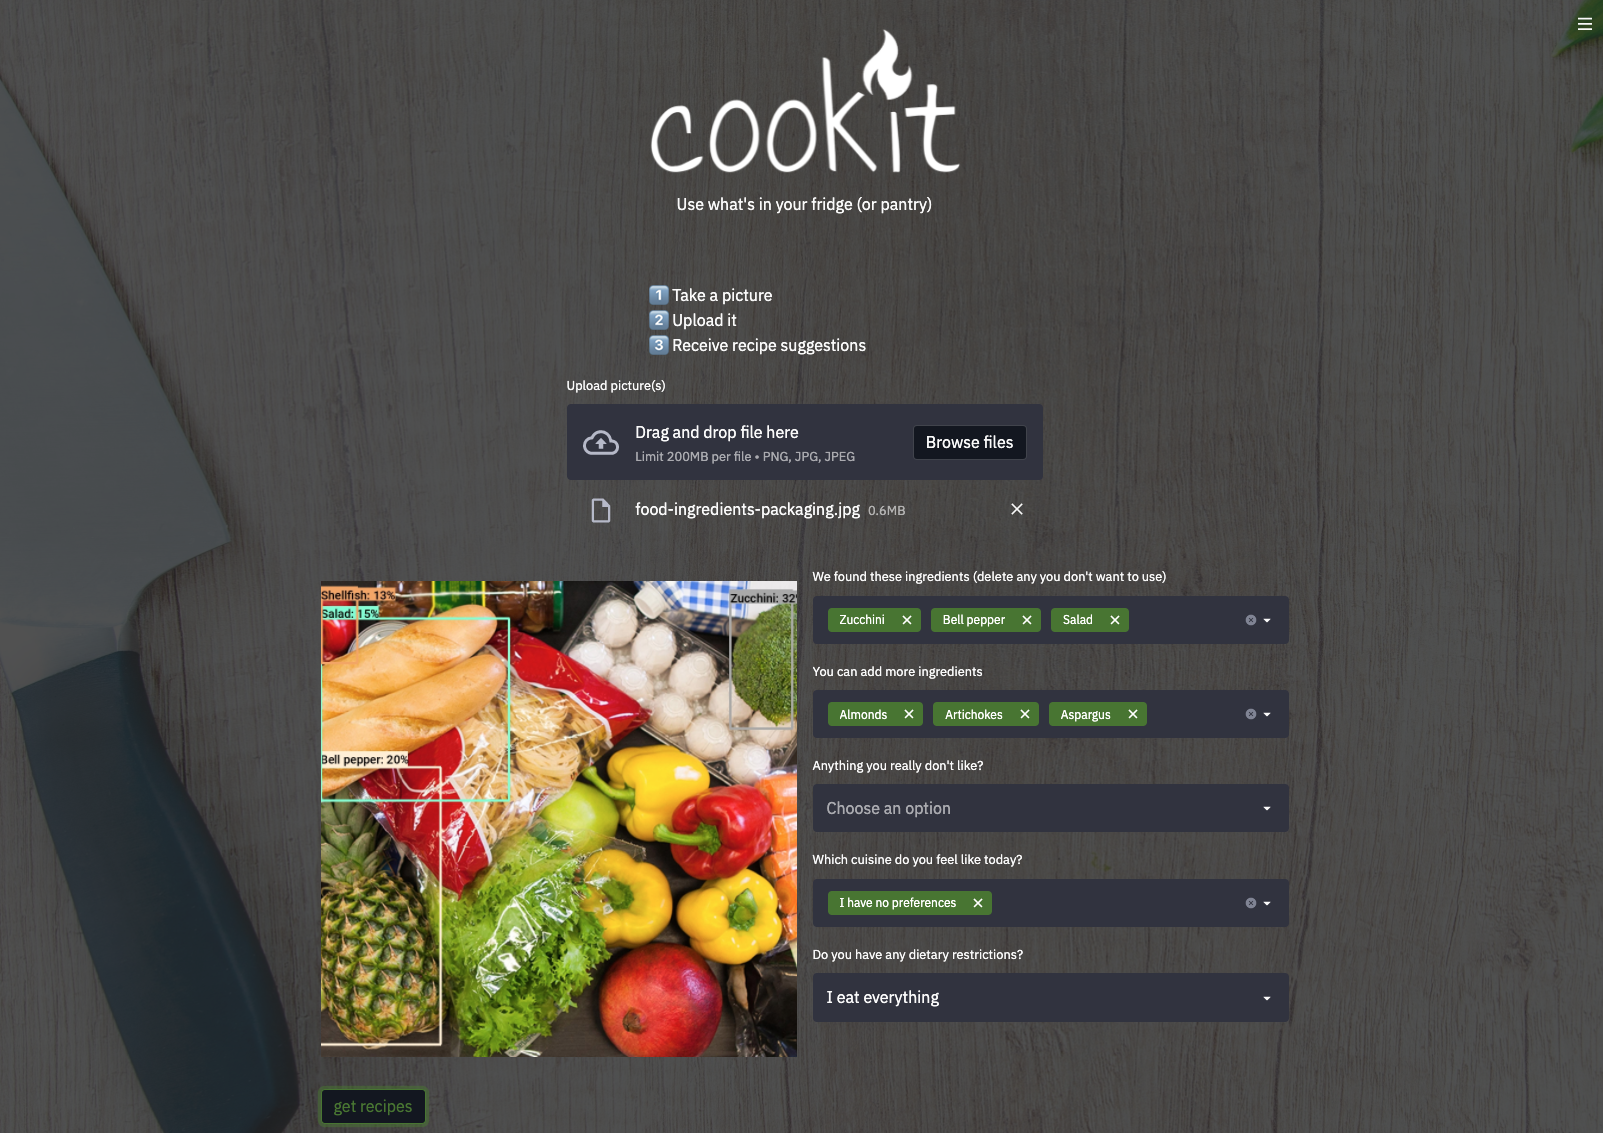 cookit
Use what's in your fridge (or pantry)
1 Take a picture
2 Upload it
3 Receive recipe suggestions
Upload picture(s)
Drag and drop file here
Limit 200MB per file • PNG, JPG, JPEG
Browse files
food-ingredients-packaging.jpg 0.6MB
Shellfish: 13%
Salad: 15%
Zucchini: 32
Bell pepper: 20%
We found these ingredients (delete any you don't want to use)
Zucchini Bell pepper Salad
You can add more ingredients
Almonds Artichokes Aspargus
Anything you really don't like?
Choose an option
Which cuisine do you feel like today?
I have no preferences
Do you have any dietary restrictions?
I eat everything
get recipes